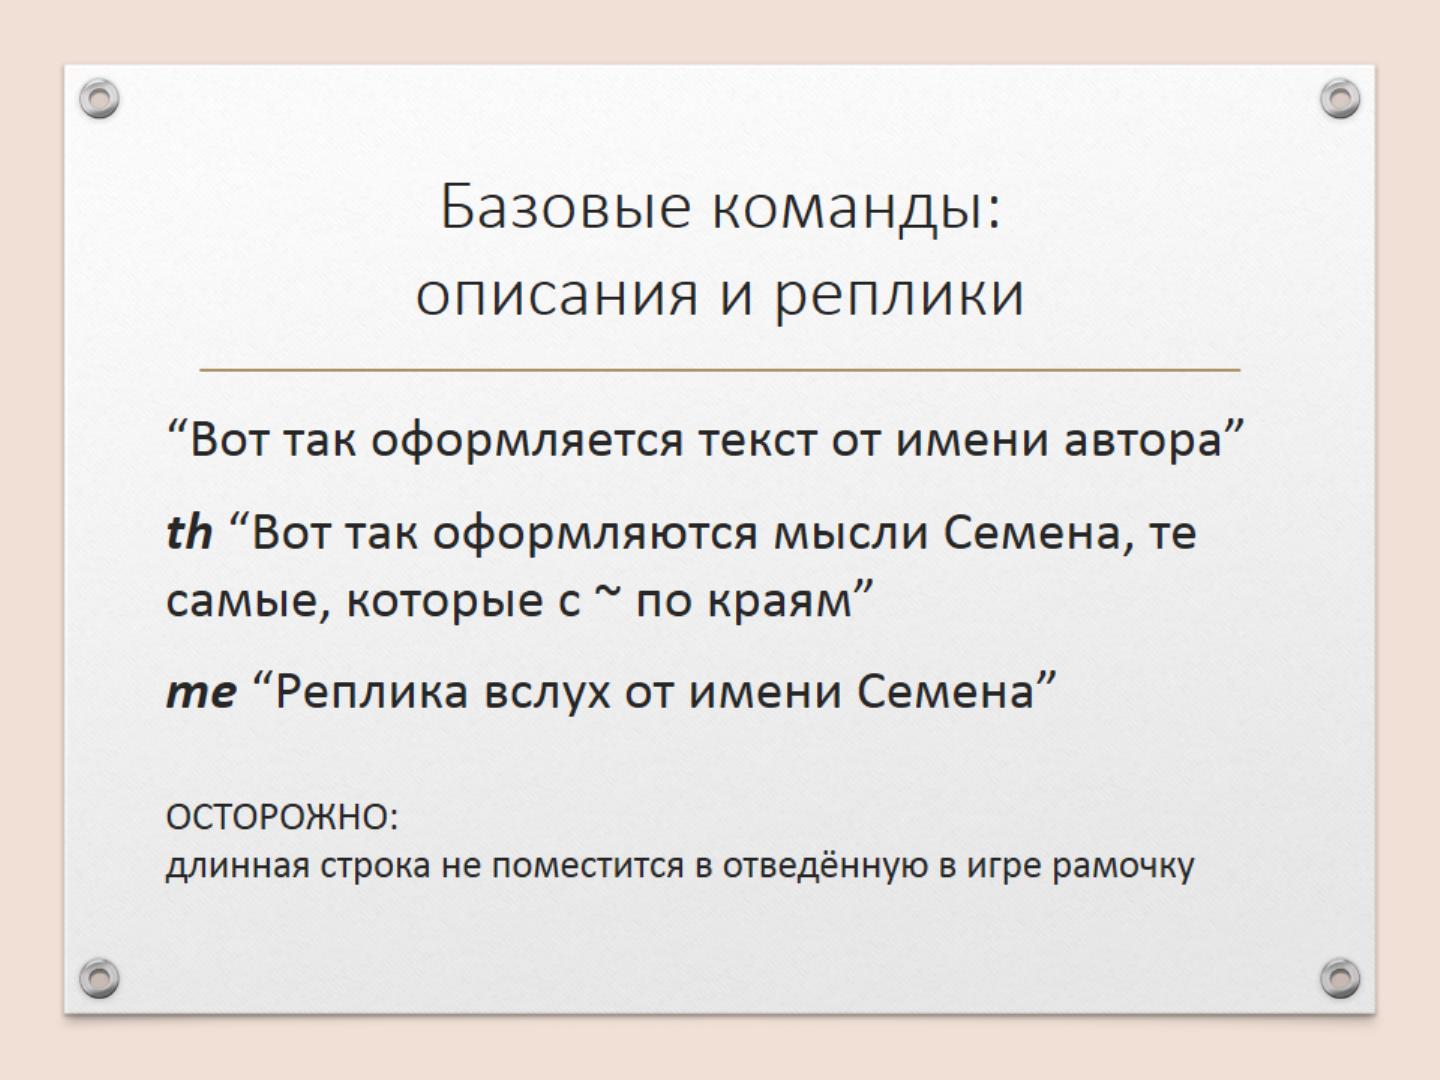 Базовые команды:
описания и реплики
“Вот так оформляется текст от имени автора”
th “Вот так оформляются мысли Семена, те
самые, которые с ~ по краям”
me “Реплика вслух от имени Семена”
ОСТОРОЖНО:
длинная строка не поместится в отведённую в игре рамочку